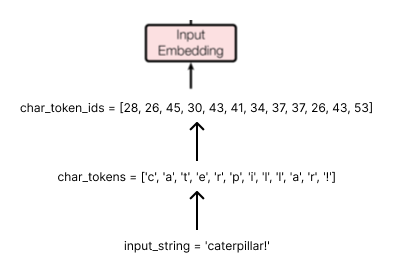 Input
Embedding
char_token_ids = [28, 26, 45, 30, 43, 41, 34, 37, 37, 26, 43, 53]
char_tokens = ['c', 'a', 't', 'e', 'r', 'p', 'i', 'l', 'l', 'a', 'r', '!']
input_string = 'caterpillar!'